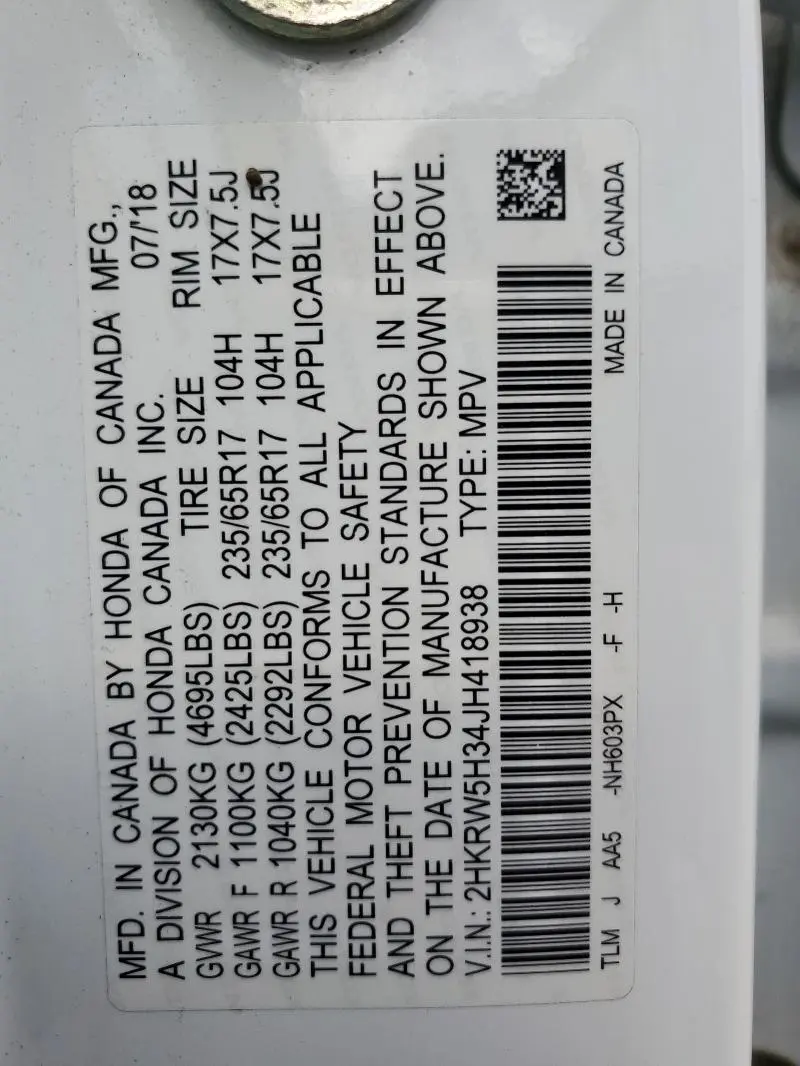 MFD. IN CANADA BY HONDA OF CANADA MFG.,
A DIVISION OF HONDA CANADA INC. 07/'18
GVWR 2130KG (4695LBS) TIRE SIZE RIM SIZE
GAWR F 1100KG (2425LBS) 235/65R17 104H 17X7.5J
GAWR R 1040KG (2292LBS) 235/65R17 104H 17X7.5J
THIS VEHICLE CONFORMS TO ALL APPLICABLE
FEDERAL MOTOR VEHICLE SAFETY
AND THEFT PREVENTION STANDARDS IN EFFECT
ON THE DATE OF MANUFACTURE SHOWN ABOVE.
V.I.N.: 2HKRW5H34JH418938 TYPE: MPV
TLM J AA5 -NH603PX -F -H MADE IN CANADA